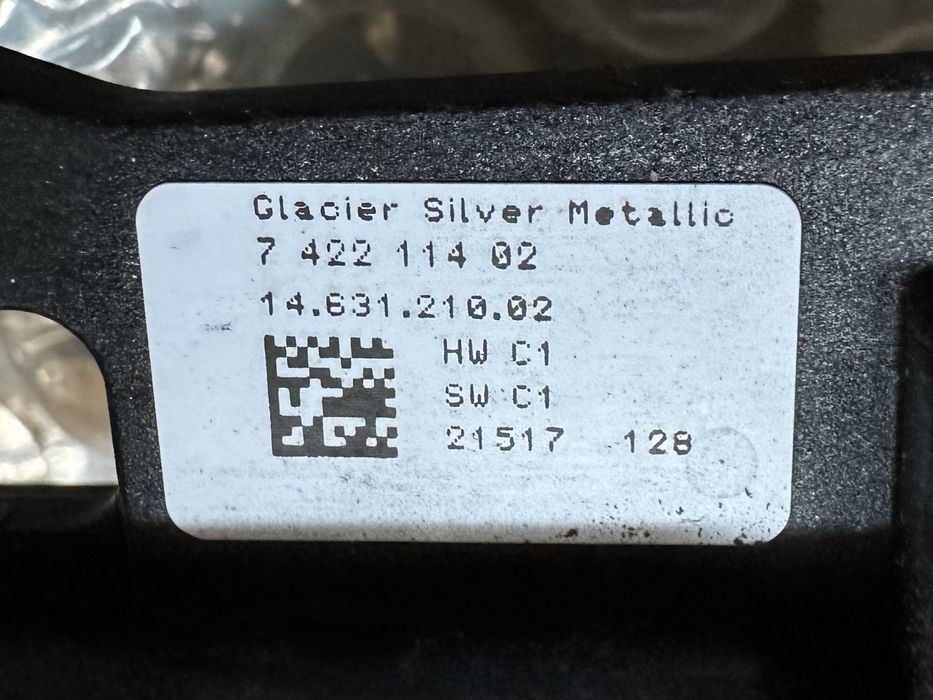 Glacier Silver Metallic
7 422 114 02
14.631.210.02
HW C1
SW C1
21517 128